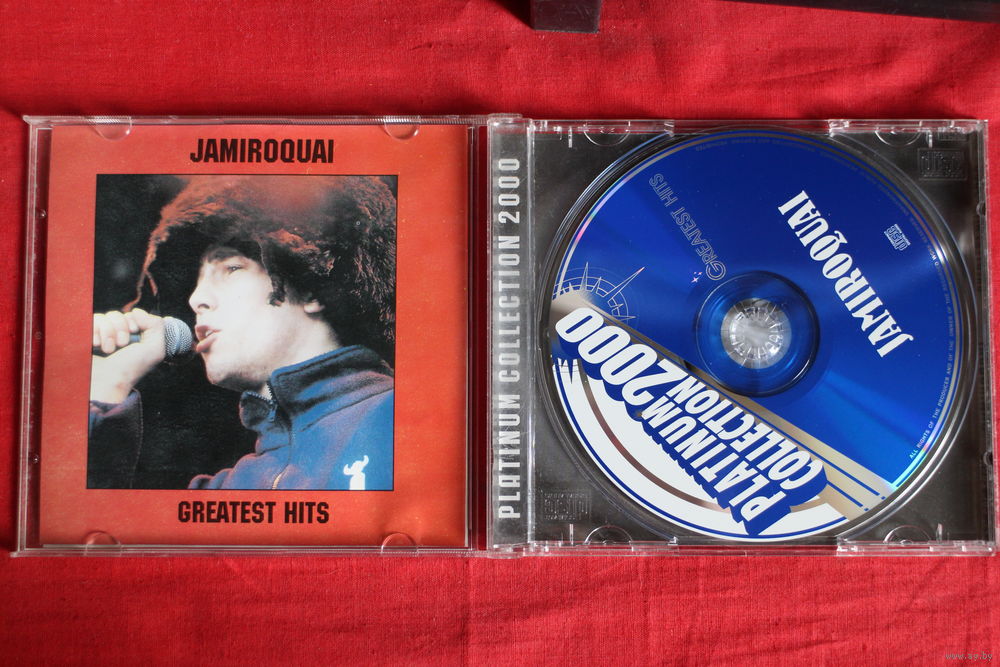 JAMIROQUAI
GREATEST HITS
PLATINUM COLLECTION 2000
GREATEST HITS
JAMIROQUAI
PLATINUM 2000
COLLECTION
www.ay.by